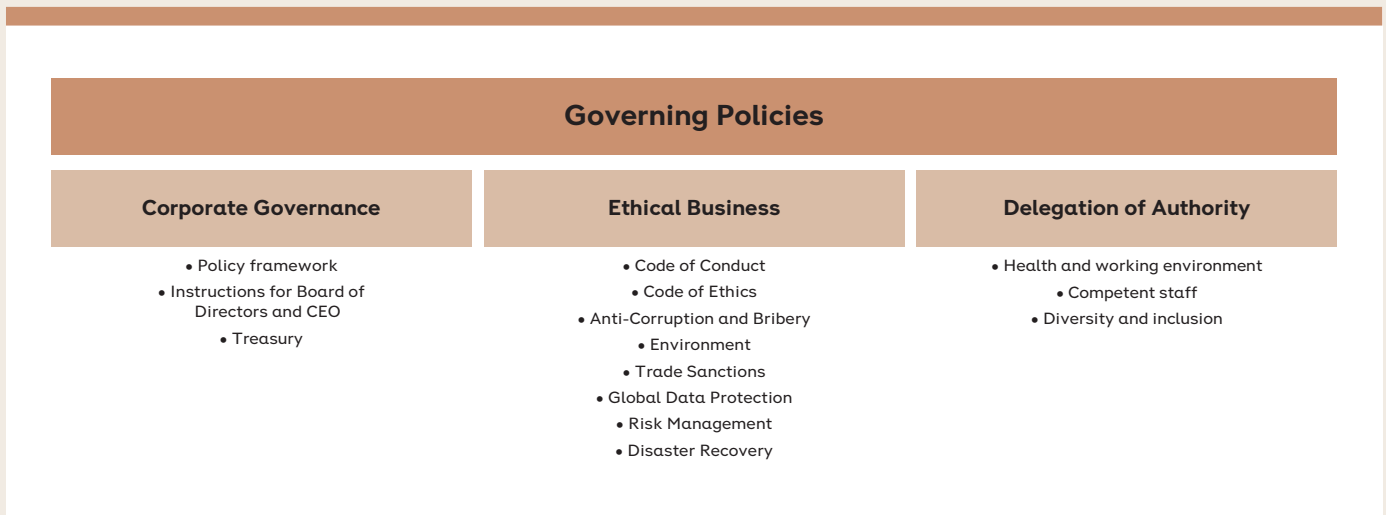 Governing Policies
Corporate Governance
• Policy framework
• Instructions for Board of
Directors and CEO
• Treasury
Ethical Business
• Code of Conduct
• Code of Ethics
• Anti-Corruption and Bribery
• Environment
• Trade Sanctions
• Global Data Protection
• Risk Management
• Disaster Recovery
Delegation of Authority
• Health and working environment
• Competent staff
• Diversity and inclusion